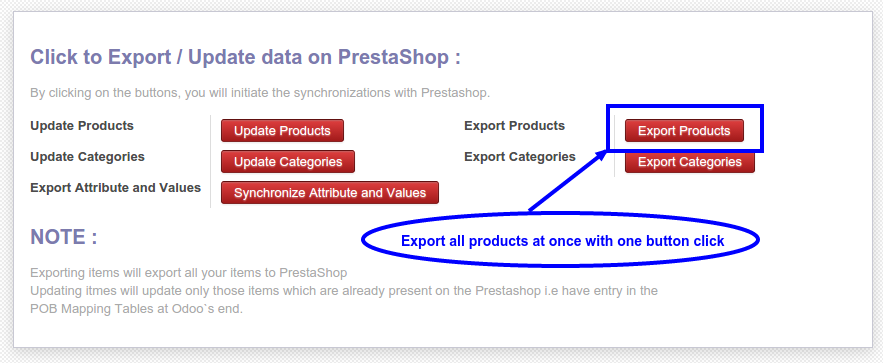 Click to Export / Update data on PrestaShop :
By clicking on the buttons, you will initiate the synchronizations with Prestashop.
Update Products Update Products Export Products Export Products
Update Categories Update Categories Export Categories Export Categories
Export Attribute and Values Synchronize Attribute and Values
NOTE :
Export all products at once with one button click
Exporting items will export all your items to PrestaShop
Updating itmes will update only those items which are already present on the Prestashop i.e have entry in the
POB Mapping Tables at Odoo`s end.